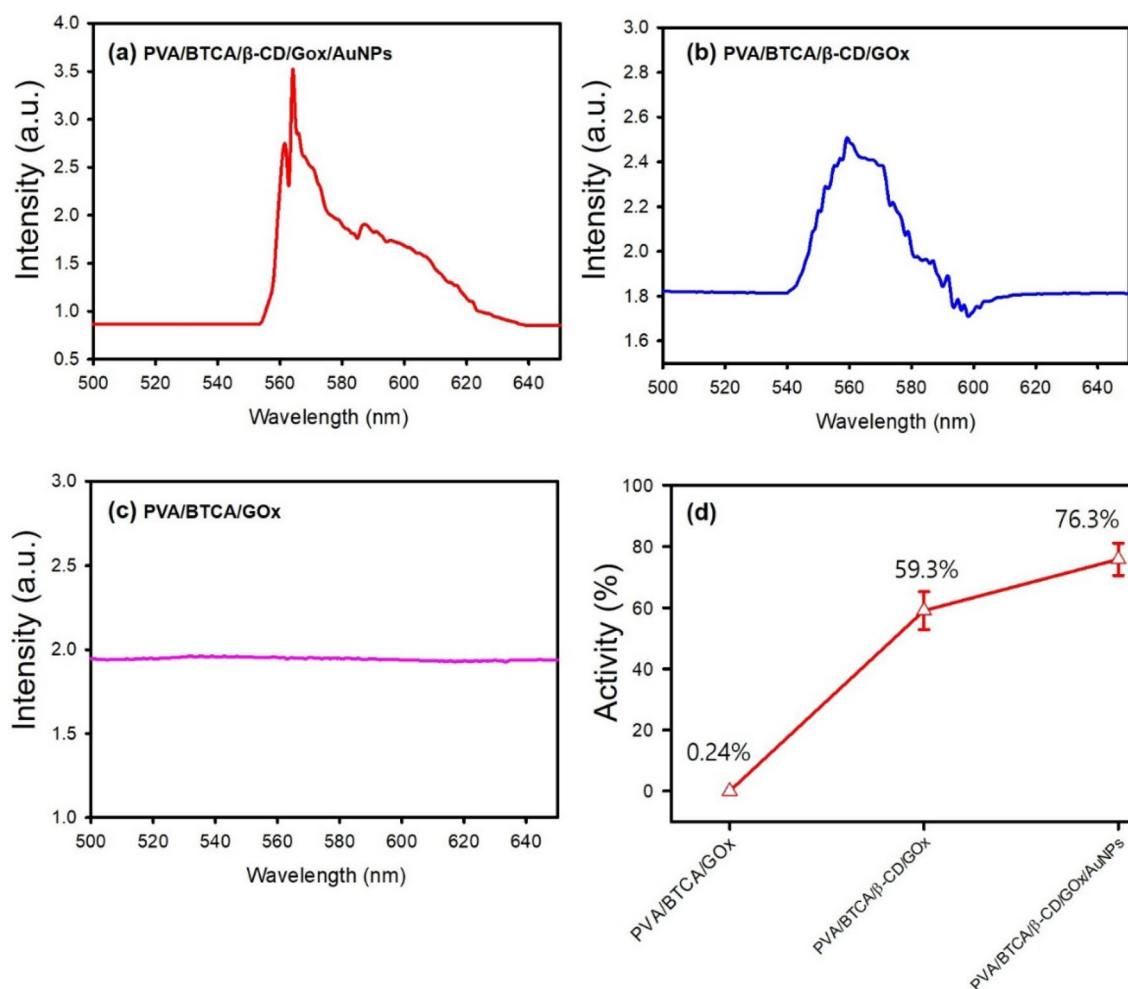 (a) PVA/BTCA/β-CD/Gox/AuNPs
Intensity (a.u.)
4.0
3.5
3.0
2.5
2.0
1.5
1.0
0.5
500 520 540 560 580 600 620 640
Wavelength (nm)
(b) PVA/BTCA/β-CD/GOx
Intensity (a.u.)
3.0
2.8
2.6
2.4
2.2
2.0
1.8
1.6
500 520 540 560 580 600 620 640
Wavelength (nm)
(c) PVA/BTCA/GOx
Intensity (a.u.)
3.0
2.5
2.0
1.5
1.0
500 520 540 560 580 600 620 640
Wavelength (nm)
(d)
Activity (%)
100
80
60
40
20
0
0.24%
59.3%
76.3%
PVA/BTCA/GOx
PVA/BTCA/β-CD/GOx
PVA/BTCA/β-CD/GOx/AuNPs